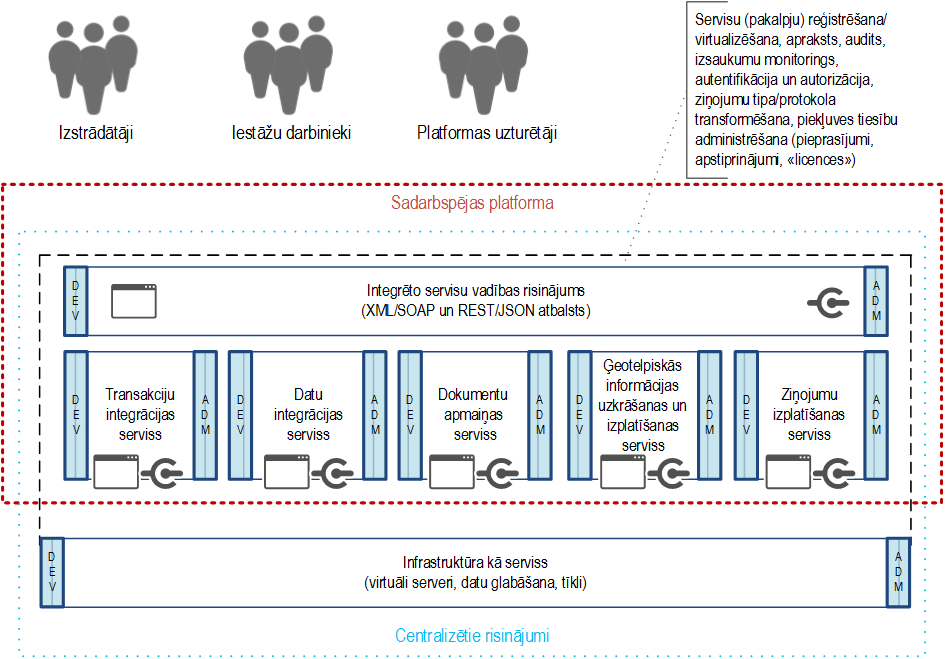 Servisu (pakalpju) reģistrēšana/
virtualizēšana, apraksts, audits,
izsaukumu monitorings,
autentifikācija un autorizācija,
ziņojumu tipa/protokola
transformēšana, piekļuves tiesību
administrēšana (pieprasījumi,
apstiprinājumi, «licences»)
Izstrādātāji
Iestāžu darbinieki
Platformas uzturētāji
Sadarbspējas platforma
DEV
Integrēto servisu vadības risinājums
(XML/SOAP un REST/JSON atbalsts)
ADM
DEV
Transakciju
integrācijas
serviss
ADM
DEV
Datu
integrācijas
serviss
ADM
DEV
Dokumentu
apmaiņas
serviss
ADM
DEV
Ģeotelpiskās
informācijas
uzkrāšanas un
izplatīšanas
serviss
ADM
DEV
Ziņojumu
izplatīšanas
serviss
ADM
DEV
Infrastruktūra kā serviss
(virtuāli serveri, datu glabāšana, tīkli)
ADM
Centralizētie risinājumi